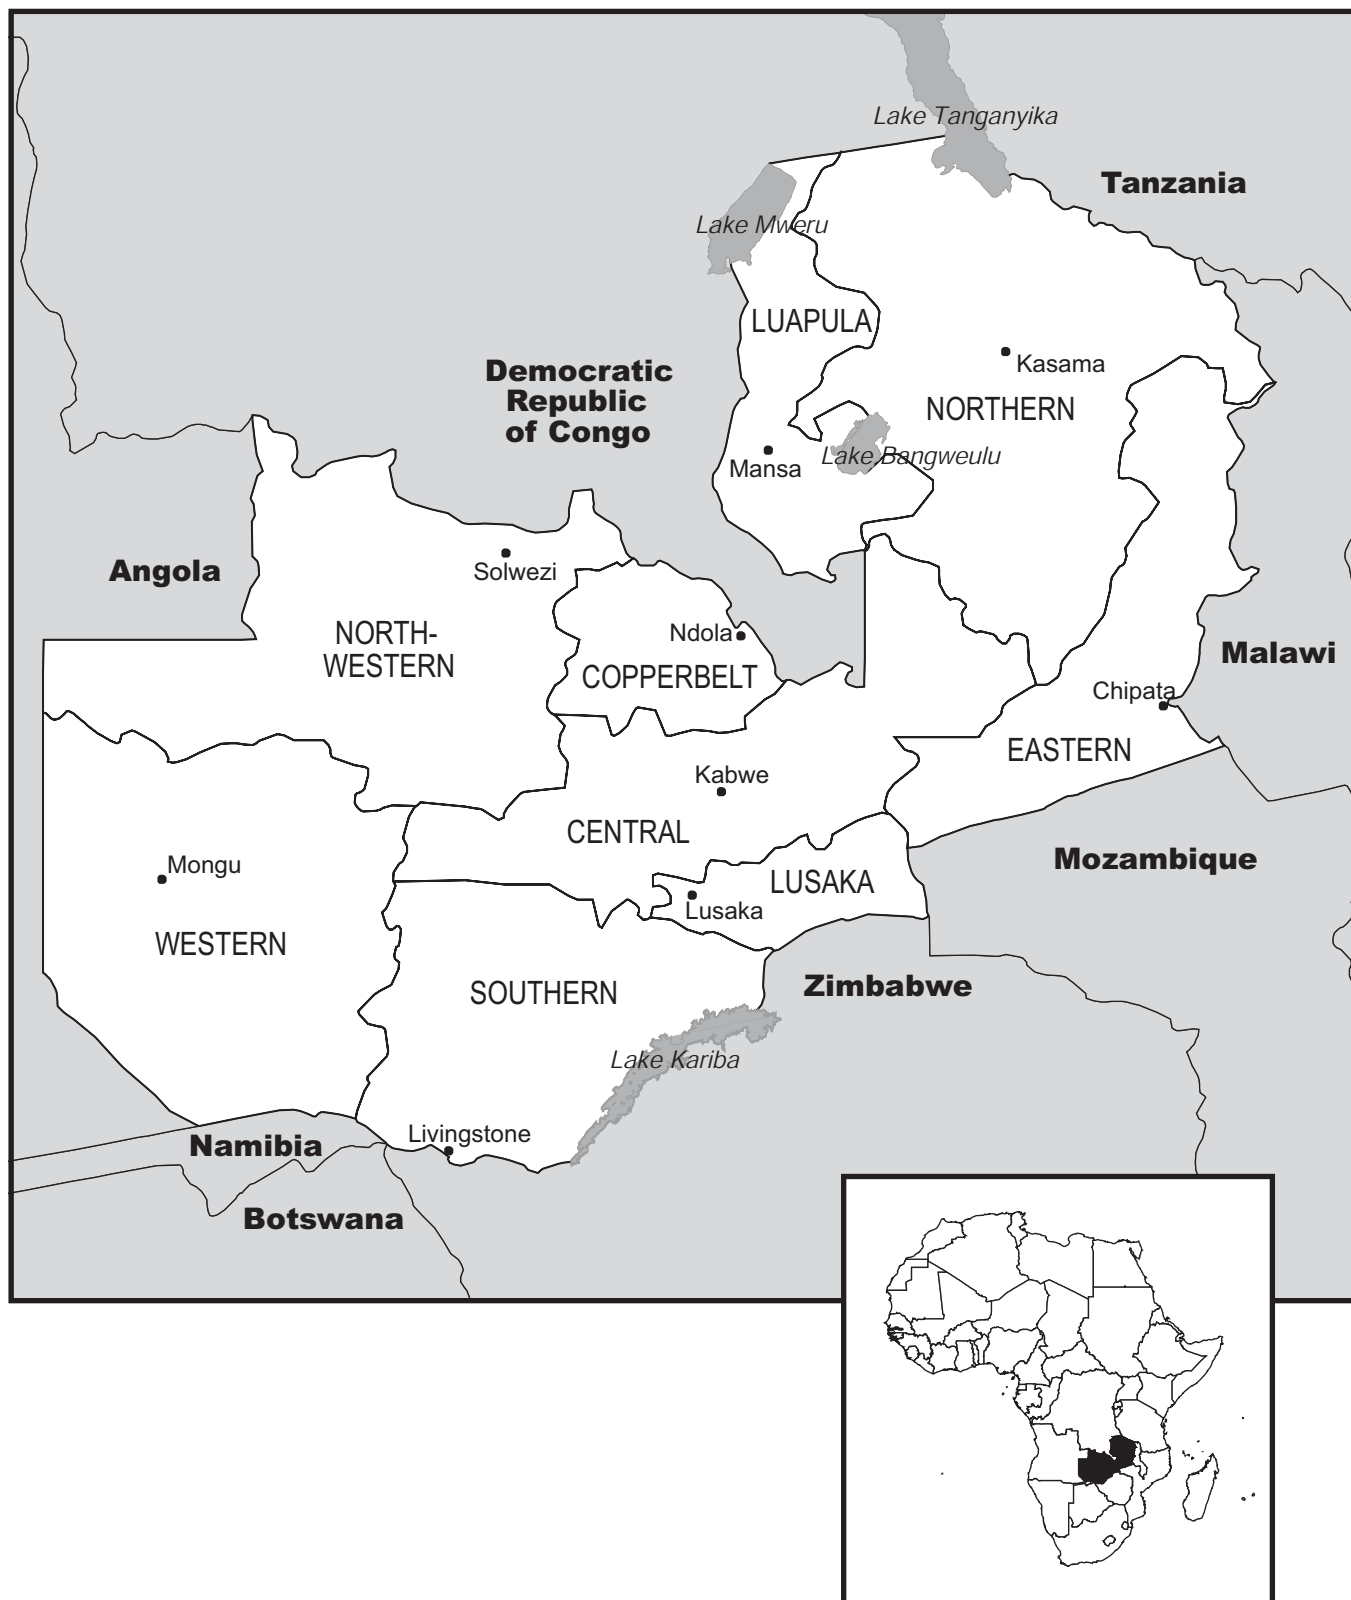 Lake Tanganyika
Tanzania
Lake Mweru
LUAPULA
Kasama
Democratic
Republic
of Congo
NORTHERN
Mansa
Lake Bangweulu
Angola
Solwezi
NORTH-
WESTERN
Ndola
COPPERBELT
Malawi
Chipata
EASTERN
Kabwe
CENTRAL
Mongu
Mozambique
LUSAKA
Lusaka
WESTERN
SOUTHERN
Zimbabwe
Lake Kariba
Livingstone
Namibia
Botswana